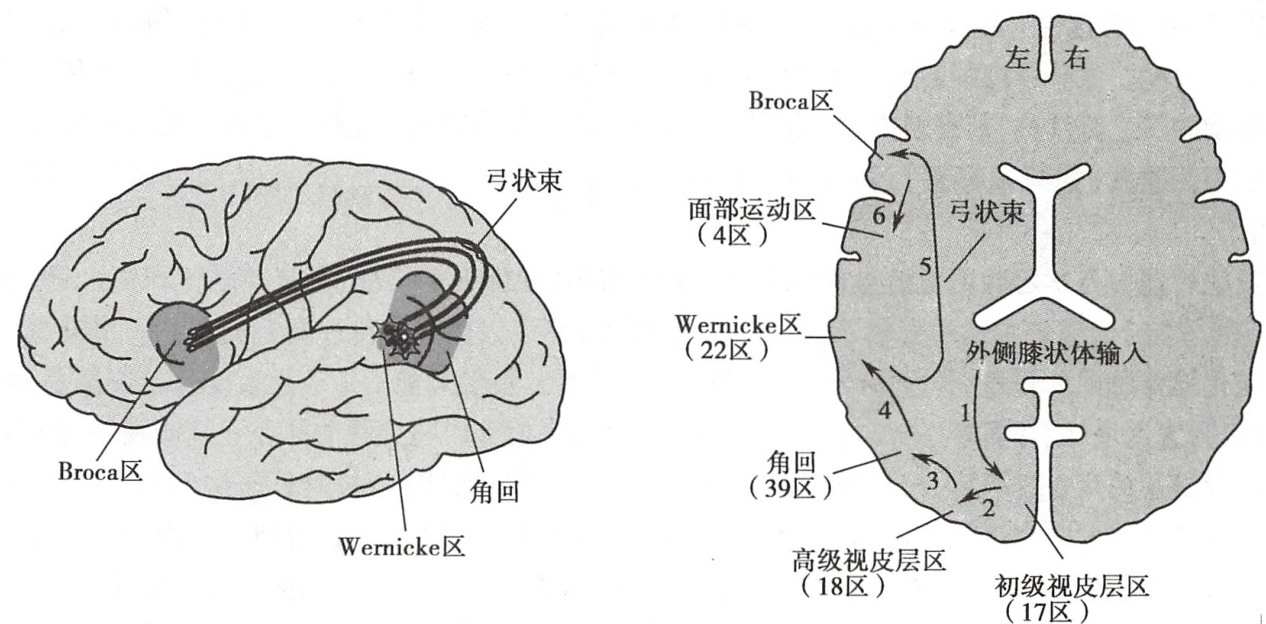 弓状束
Broca区
角回
Wernicke区
左 右
Broca区
面部运动区
（4区）
6
弓状束
5
Wernicke区
（22区）
外侧膝状体输入
4
1
角回
（39区）
3
2
高级视皮层区
（18区）
初级视皮层区
（17区）